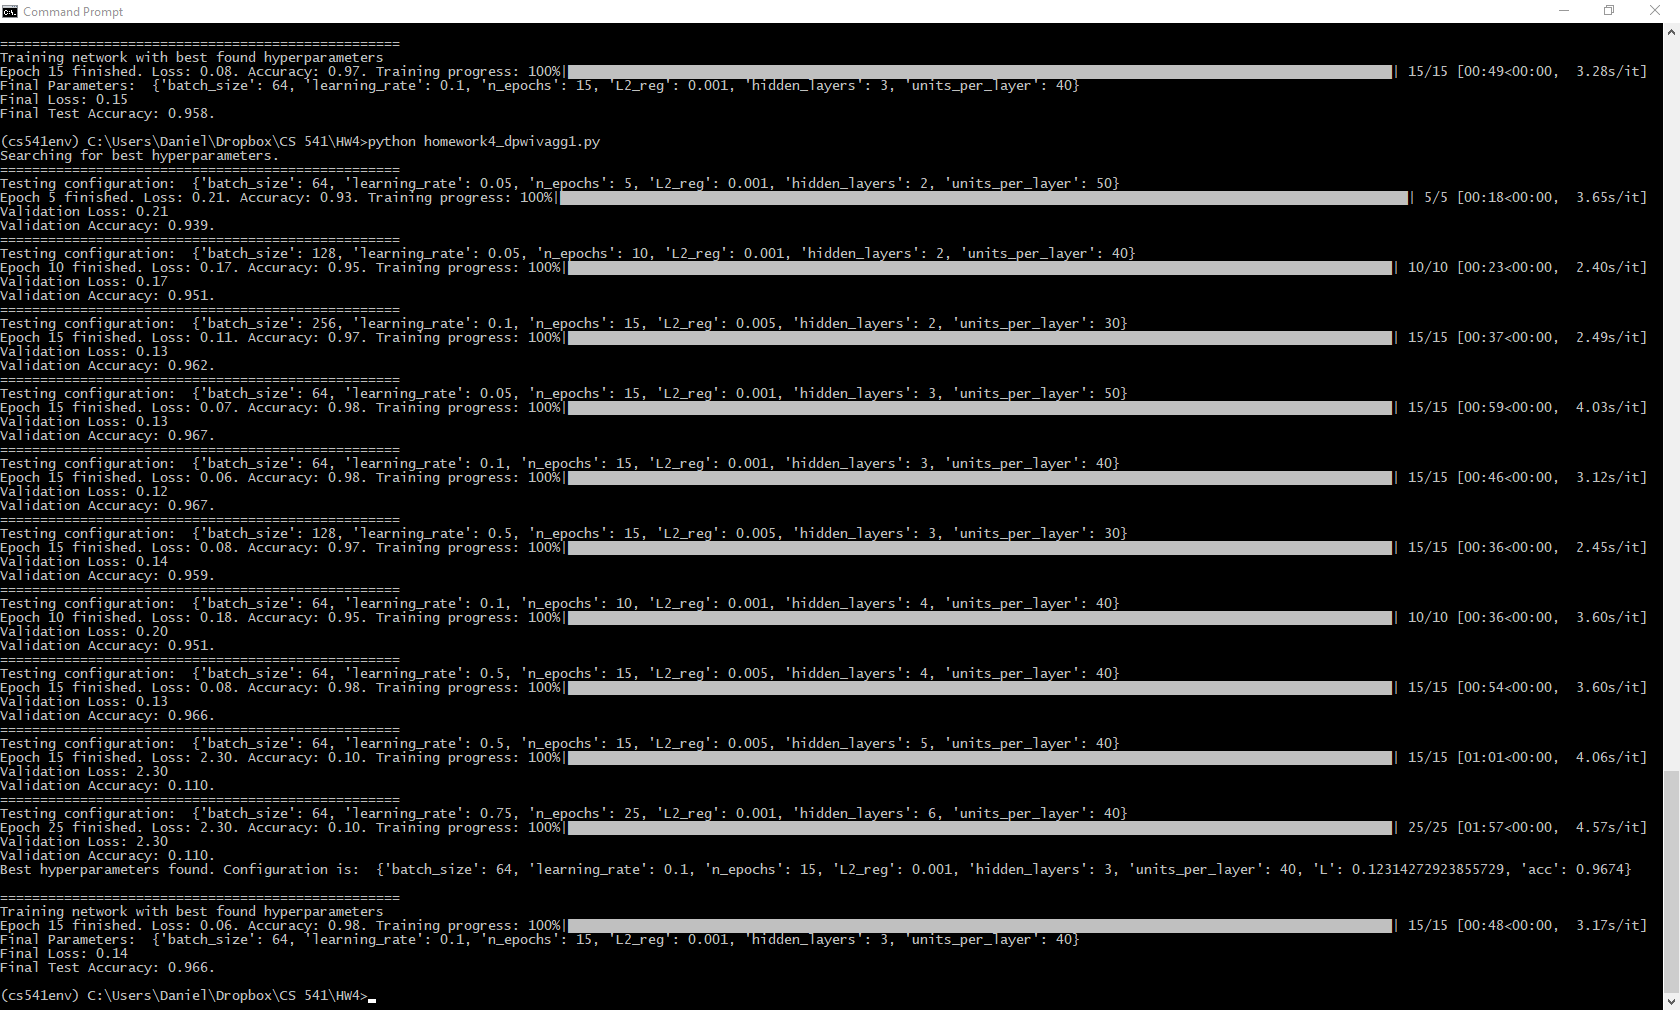 Command Prompt
==================================================
Training network with best found hyperparameters
Epoch 15 finished. Loss: 0.08. Accuracy: 0.97. Training progress: 100%|| 15/15 [00:49<00:00,  3.28s/it]
Final Parameters:  {'batch_size': 64, 'learning_rate': 0.1, 'n_epochs': 15, 'L2_reg': 0.001, 'hidden_layers': 3, 'units_per_layer': 40}
Final Loss: 0.15
Final Test Accuracy: 0.958.
(cs541env) C:\Users\Daniel\Dropbox\CS 541\HW4>python homework4_dpwivagg1.py
Searching for best hyperparameters.
==================================================
Testing configuration:  {'batch_size': 64, 'learning_rate': 0.05, 'n_epochs': 5, 'L2_reg': 0.001, 'hidden_layers': 2, 'units_per_layer': 50}
Epoch 5 finished. Loss: 0.21. Accuracy: 0.93. Training progress: 100%|| 5/5 [00:18<00:00,  3.65s/it]
Validation Loss: 0.21
Validation Accuracy: 0.939.
==================================================
Testing configuration:  {'batch_size': 128, 'learning_rate': 0.05, 'n_epochs': 10, 'L2_reg': 0.001, 'hidden_layers': 2, 'units_per_layer': 40}
Epoch 10 finished. Loss: 0.17. Accuracy: 0.95. Training progress: 100%|| 10/10 [00:23<00:00,  2.40s/it]
Validation Loss: 0.17
Validation Accuracy: 0.951.
==================================================
Testing configuration:  {'batch_size': 256, 'learning_rate': 0.1, 'n_epochs': 15, 'L2_reg': 0.005, 'hidden_layers': 2, 'units_per_layer': 30}
Epoch 15 finished. Loss: 0.11. Accuracy: 0.97. Training progress: 100%|| 15/15 [00:37<00:00,  2.49s/it]
Validation Loss: 0.13
Validation Accuracy: 0.962.
==================================================
Testing configuration:  {'batch_size': 64, 'learning_rate': 0.05, 'n_epochs': 15, 'L2_reg': 0.001, 'hidden_layers': 3, 'units_per_layer': 50}
Epoch 15 finished. Loss: 0.07. Accuracy: 0.98. Training progress: 100%|| 15/15 [00:59<00:00,  4.03s/it]
Validation Loss: 0.13
Validation Accuracy: 0.967.
==================================================
Testing configuration:  {'batch_size': 64, 'learning_rate': 0.1, 'n_epochs': 15, 'L2_reg': 0.001, 'hidden_layers': 3, 'units_per_layer': 40}
Epoch 15 finished. Loss: 0.06. Accuracy: 0.98. Training progress: 100%|| 15/15 [00:46<00:00,  3.12s/it]
Validation Loss: 0.12
Validation Accuracy: 0.967.
==================================================
Testing configuration:  {'batch_size': 128, 'learning_rate': 0.5, 'n_epochs': 15, 'L2_reg': 0.005, 'hidden_layers': 3, 'units_per_layer': 30}
Epoch 15 finished. Loss: 0.08. Accuracy: 0.97. Training progress: 100%|| 15/15 [00:36<00:00,  2.45s/it]
Validation Loss: 0.14
Validation Accuracy: 0.959.
==================================================
Testing configuration:  {'batch_size': 64, 'learning_rate': 0.1, 'n_epochs': 10, 'L2_reg': 0.001, 'hidden_layers': 4, 'units_per_layer': 40}
Epoch 10 finished. Loss: 0.18. Accuracy: 0.95. Training progress: 100%|| 10/10 [00:36<00:00,  3.60s/it]
Validation Loss: 0.20
Validation Accuracy: 0.951.
==================================================
Testing configuration:  {'batch_size': 64, 'learning_rate': 0.5, 'n_epochs': 15, 'L2_reg': 0.005, 'hidden_layers': 4, 'units_per_layer': 40}
Epoch 15 finished. Loss: 0.08. Accuracy: 0.98. Training progress: 100%|| 15/15 [00:54<00:00,  3.60s/it]
Validation Loss: 0.13
Validation Accuracy: 0.966.
==================================================
Testing configuration:  {'batch_size': 64, 'learning_rate': 0.5, 'n_epochs': 15, 'L2_reg': 0.005, 'hidden_layers': 5, 'units_per_layer': 40}
Epoch 15 finished. Loss: 2.30. Accuracy: 0.10. Training progress: 100%|| 15/15 [01:01<00:00,  4.06s/it]
Validation Loss: 2.30
Validation Accuracy: 0.110.
==================================================
Testing configuration:  {'batch_size': 64, 'learning_rate': 0.75, 'n_epochs': 25, 'L2_reg': 0.001, 'hidden_layers': 6, 'units_per_layer': 40}
Epoch 25 finished. Loss: 2.30. Accuracy: 0.10. Training progress: 100%|| 25/25 [01:57<00:00,  4.57s/it]
Validation Loss: 2.30
Validation Accuracy: 0.110.
Best hyperparameters found. Configuration is:  {'batch_size': 64, 'learning_rate': 0.1, 'n_epochs': 15, 'L2_reg': 0.001, 'hidden_layers': 3, 'units_per_layer': 40, 'L': 0.12314272923855729, 'acc': 0.9674}
==================================================
Training network with best found hyperparameters
Epoch 15 finished. Loss: 0.06. Accuracy: 0.98. Training progress: 100%|| 15/15 [00:48<00:00,  3.17s/it]
Final Parameters:  {'batch_size': 64, 'learning_rate': 0.1, 'n_epochs': 15, 'L2_reg': 0.001, 'hidden_layers': 3, 'units_per_layer': 40}
Final Loss: 0.14
Final Test Accuracy: 0.966.
(cs541env) C:\Users\Daniel\Dropbox\CS 541\HW4>